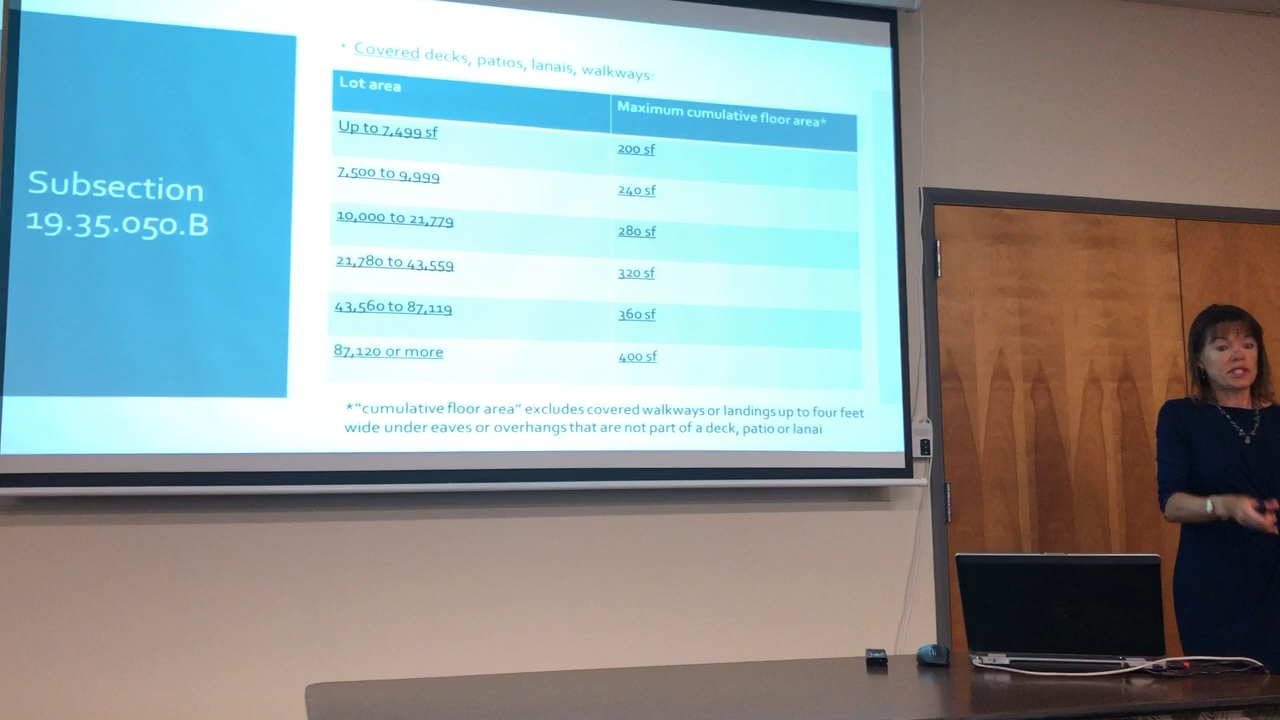 Subsection
19.35.050.B
• Covered decks, patios, lanais, walkways:
Lot area
Maximum cumulative floor area*
Up to 7,499 sf
200 sf
7,500 to 9,999
240 sf
10,000 to 21,779
280 sf
21,780 to 43,559
320 sf
43,560 to 87,119
360 sf
87,120 or more
400 sf
*“cumulative floor area” excludes covered walkways or landings up to four feet
wide under eaves or overhangs that are not part of a deck, patio or lanai